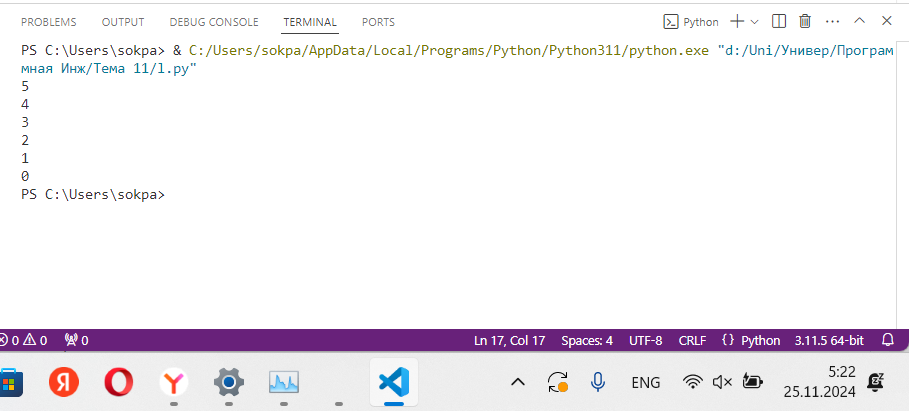 PROBLEMS OUTPUT DEBUG CONSOLE TERMINAL PORTS Python
PS C:\Users\sokpa> & C:/Users/sokpa/AppData/Local/Programs/Python/Python311/python.exe "d:/Uni/Универ/Програм
мная Инж/Тема 11/l.py"
5
4
3
2
1
0
PS C:\Users\sokpa>
0 0 0 Ln 17, Col 17 Spaces: 4 UTF-8 CRLF {} Python 3.11.5 64-bit
Я Y ENG 5:22
25.11.2024